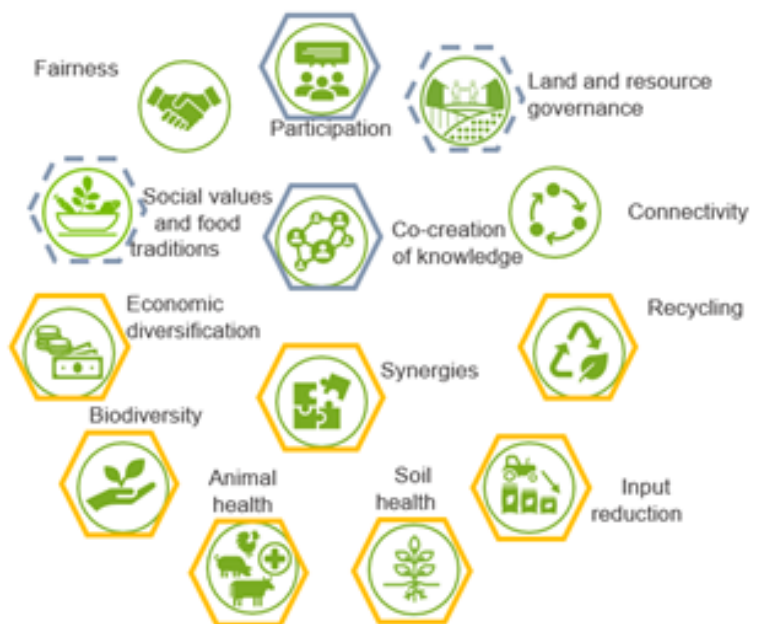 Fairness
Participation
Land and resource
governance
Social values
and food
traditions
Co-creation
of knowledge
Connectivity
Economic
diversification
Recycling
Synergies
Biodiversity
Animal
health
Soil
health
Input
reduction